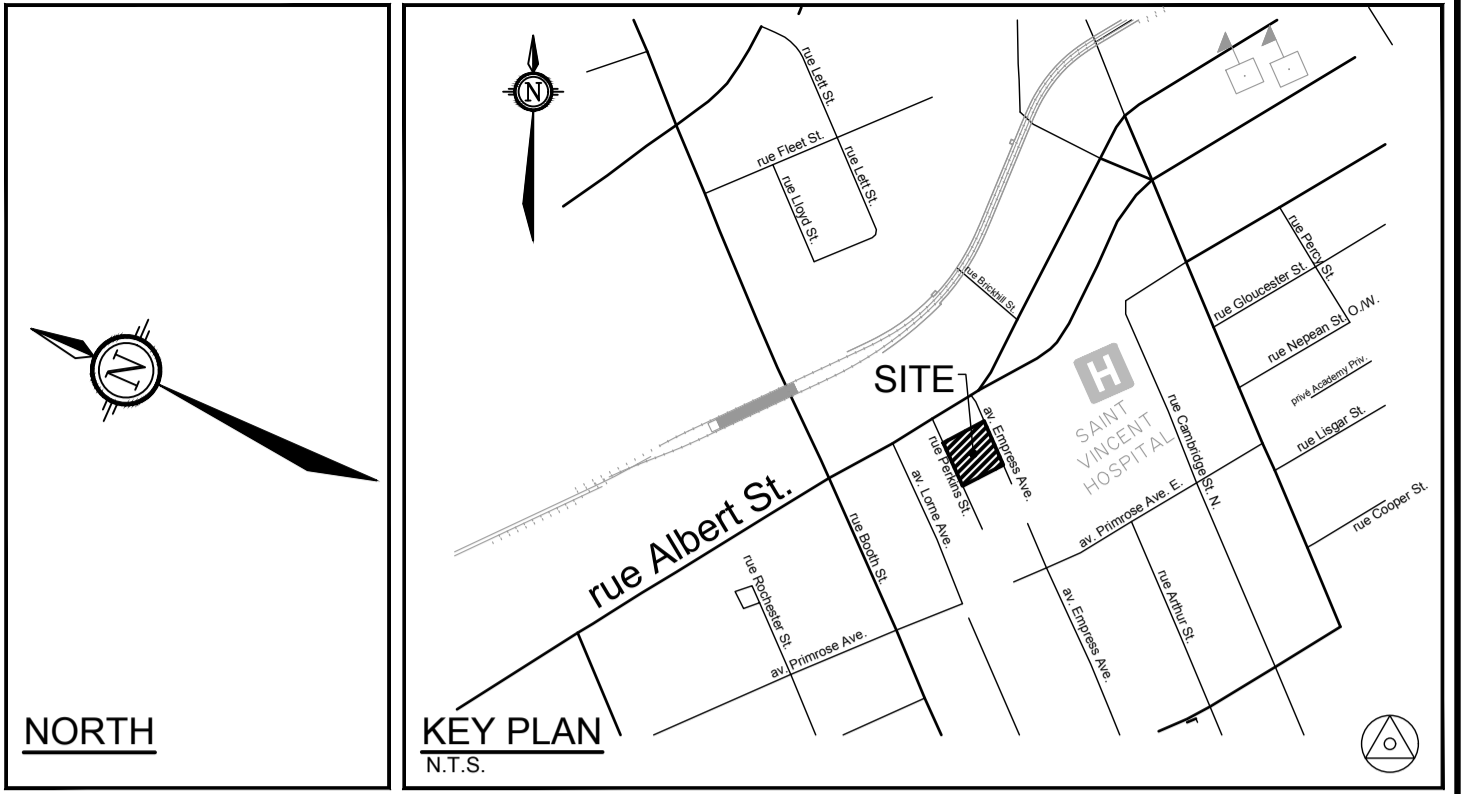 N
NORTH
N
rue Lett St.
rue Fleet St.
rue Lett St.
rue Lloyd St.
rue Brickhill St.
rue Percy St.
rue Gloucester St.
rue Nepean St. O./W.
privé Academy Priv.
rue Lisgar St.
rue Cooper St.
H
SAINT
VINCENT
HOSPITAL
rue Cambridge St. N.
SITE
av. Empress Ave.
rue Perkins St.
av. Lorne Ave.
av. Primrose Ave. E.
rue Albert St.
rue Booth St.
rue Rochester St.
av. Primrose Ave.
av. Empress Ave.
rue Arthur St.
KEY PLAN
N.T.S.